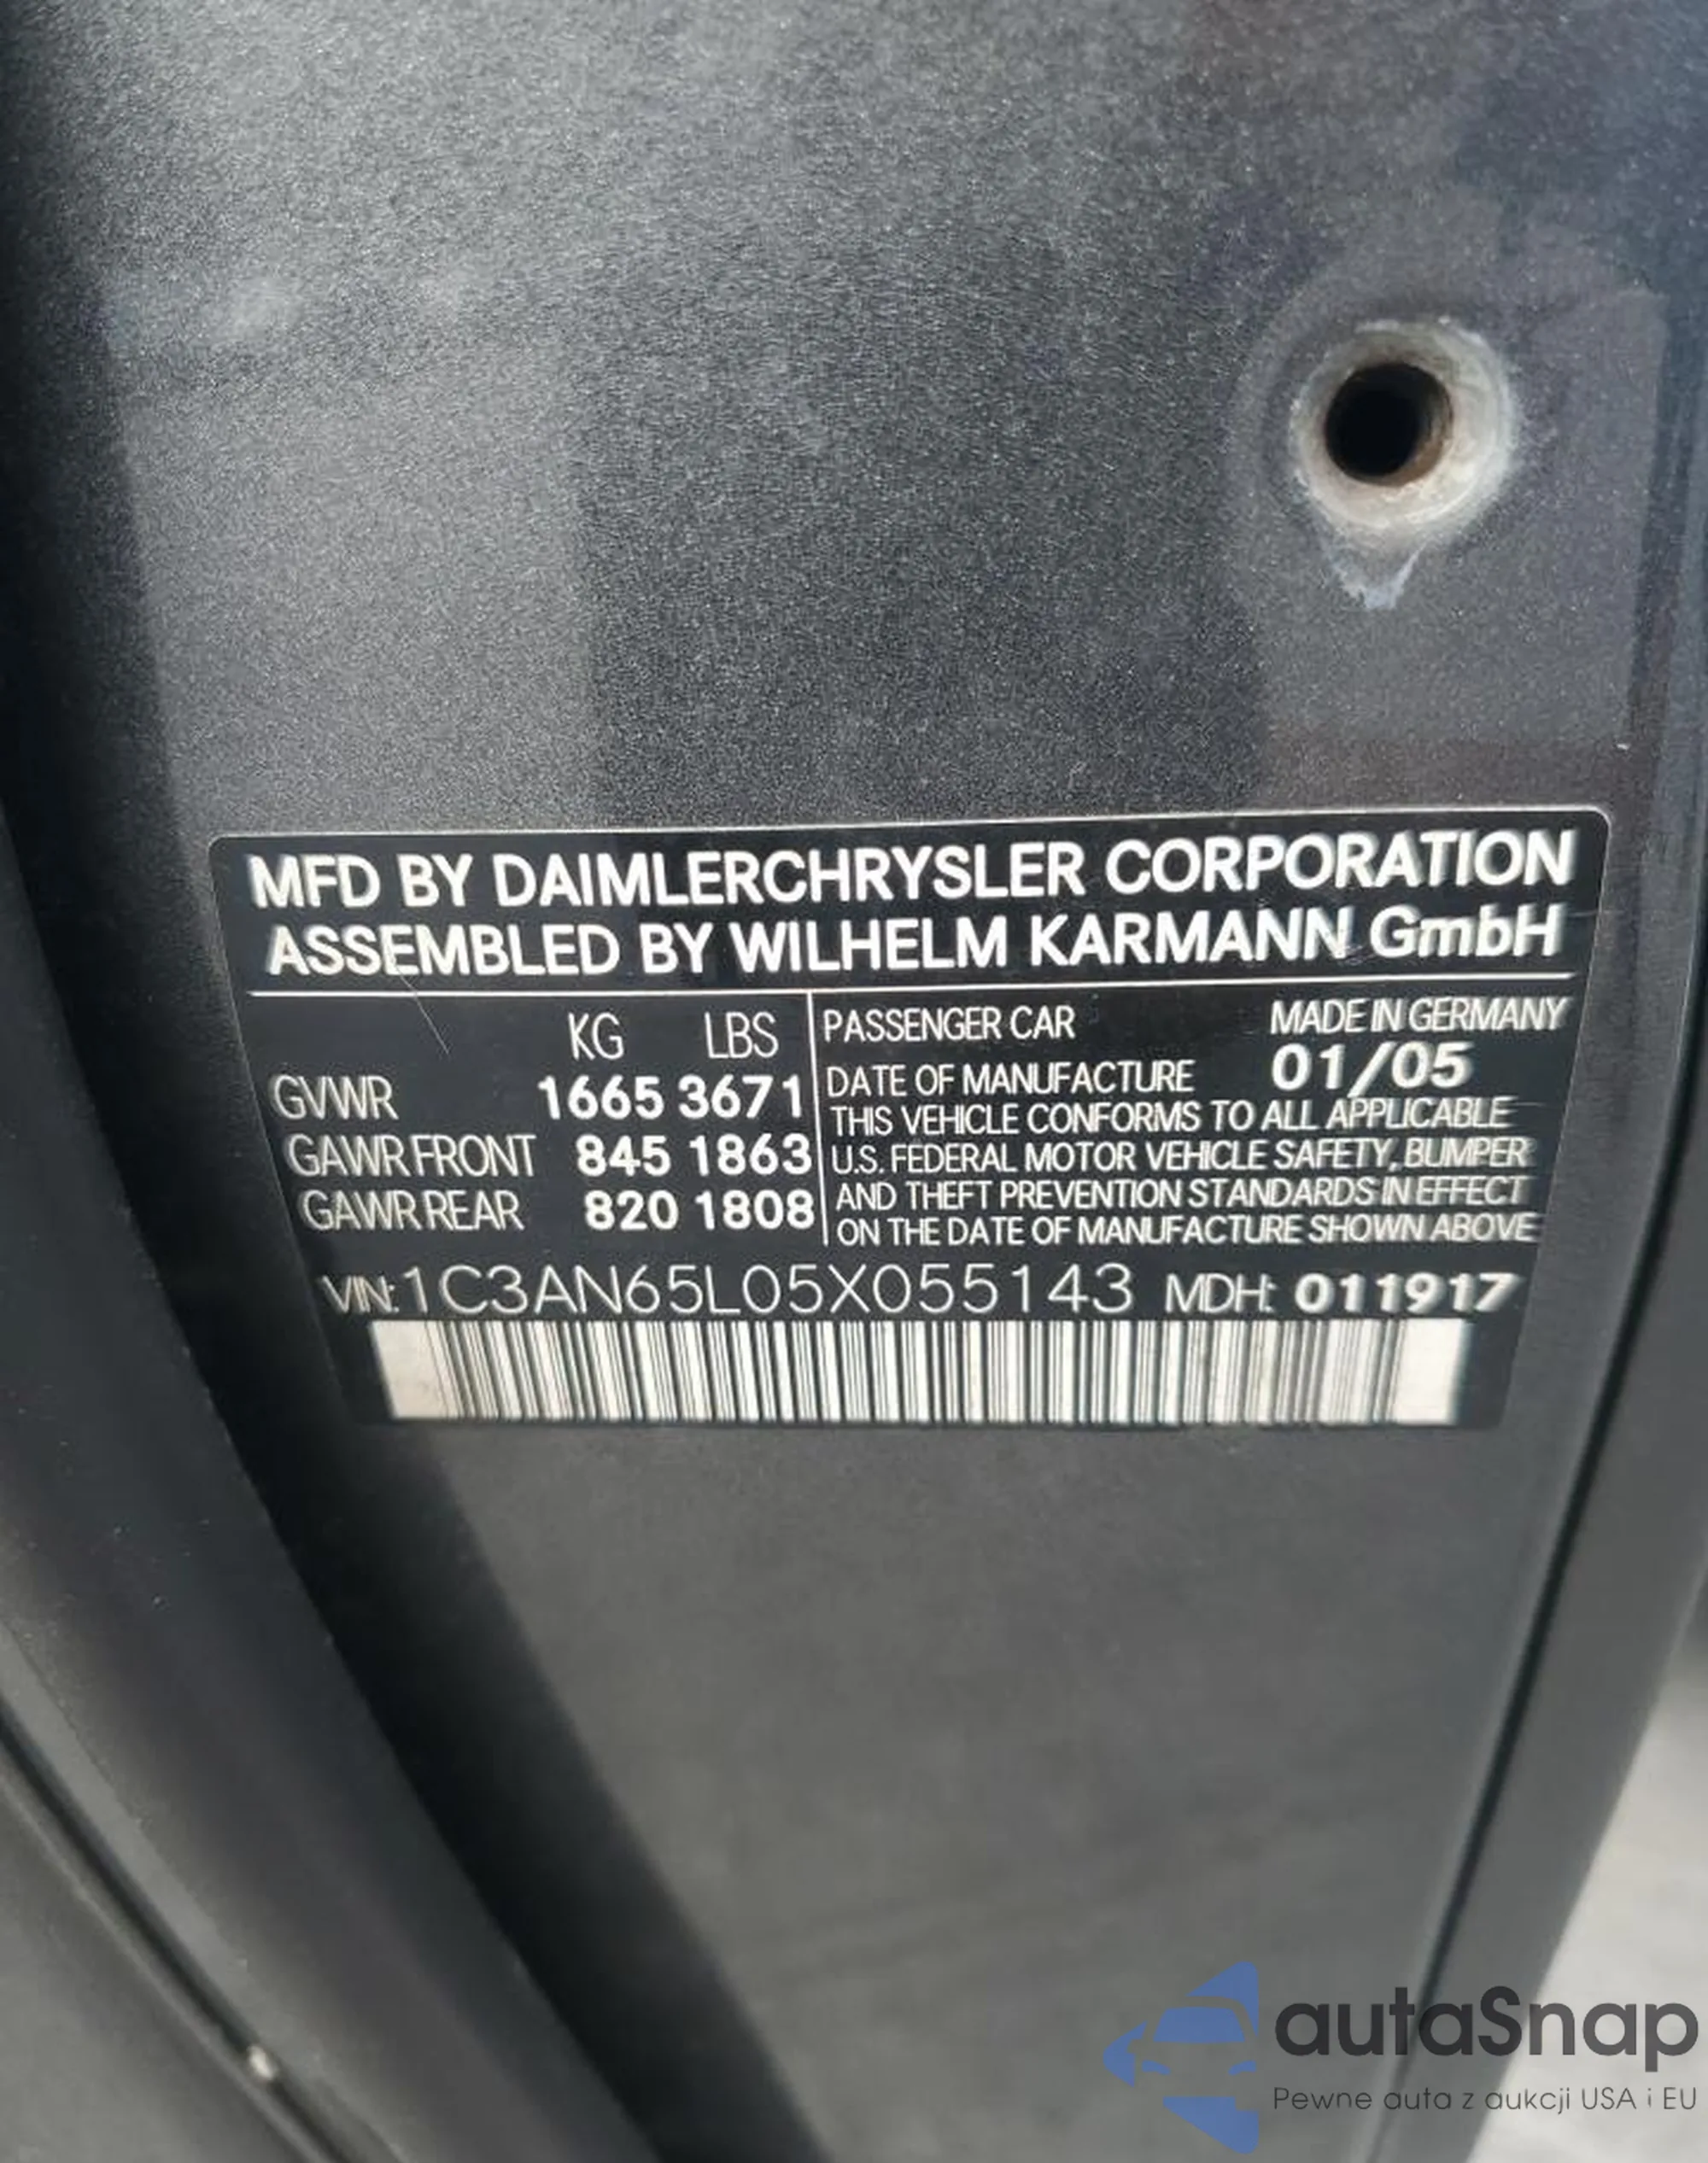 MFD BY DAIMLERCHRYSLER CORPORATION
ASSEMBLED BY WILHELM KARMANN GmbH
KG LBS
GVWR 1665 3671
GAWR FRONT 845 1863
GAWR REAR 820 1808
PASSENGER CAR MADE IN GERMANY
DATE OF MANUFACTURE 01/05
THIS VEHICLE CONFORMS TO ALL APPLICABLE
U.S. FEDERAL MOTOR VEHICLE SAFETY, BUMPER
AND THEFT PREVENTION STANDARDS IN EFFECT
ON THE DATE OF MANUFACTURE SHOWN ABOVE
VIN: 1C3AN65L05X055143 MDH: 011917
autaSnap
Pewne auta z aukcji USA i EU